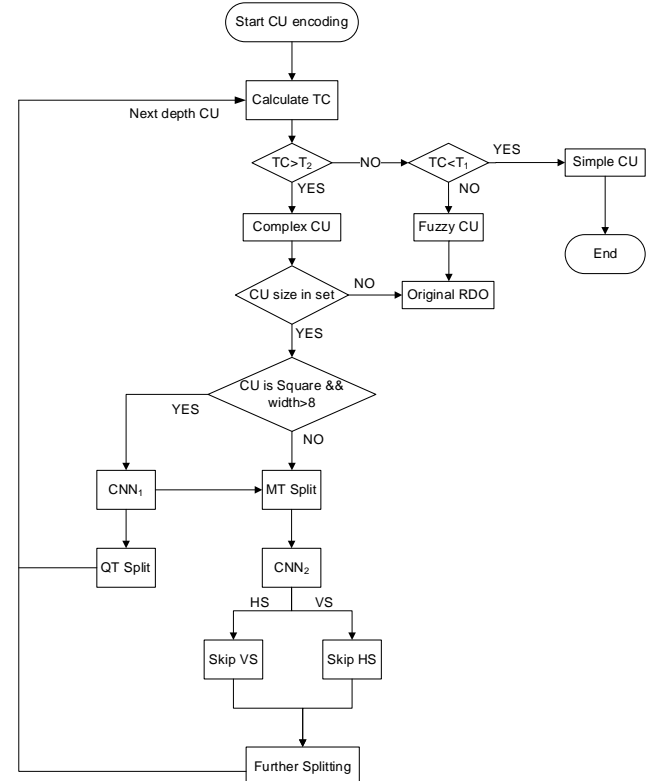 Start CU encoding
Calculate TC
Next depth CU
TC>T₂
NO
TC<T₁
YES
Simple CU
YES
NO
Complex CU
Fuzzy CU
End
CU size in set
NO
Original RDO
YES
CU is Square &&
width>8
YES
NO
CNN₁
MT Split
QT Split
CNN₂
HS
VS
Skip VS
Skip HS
Further Splitting